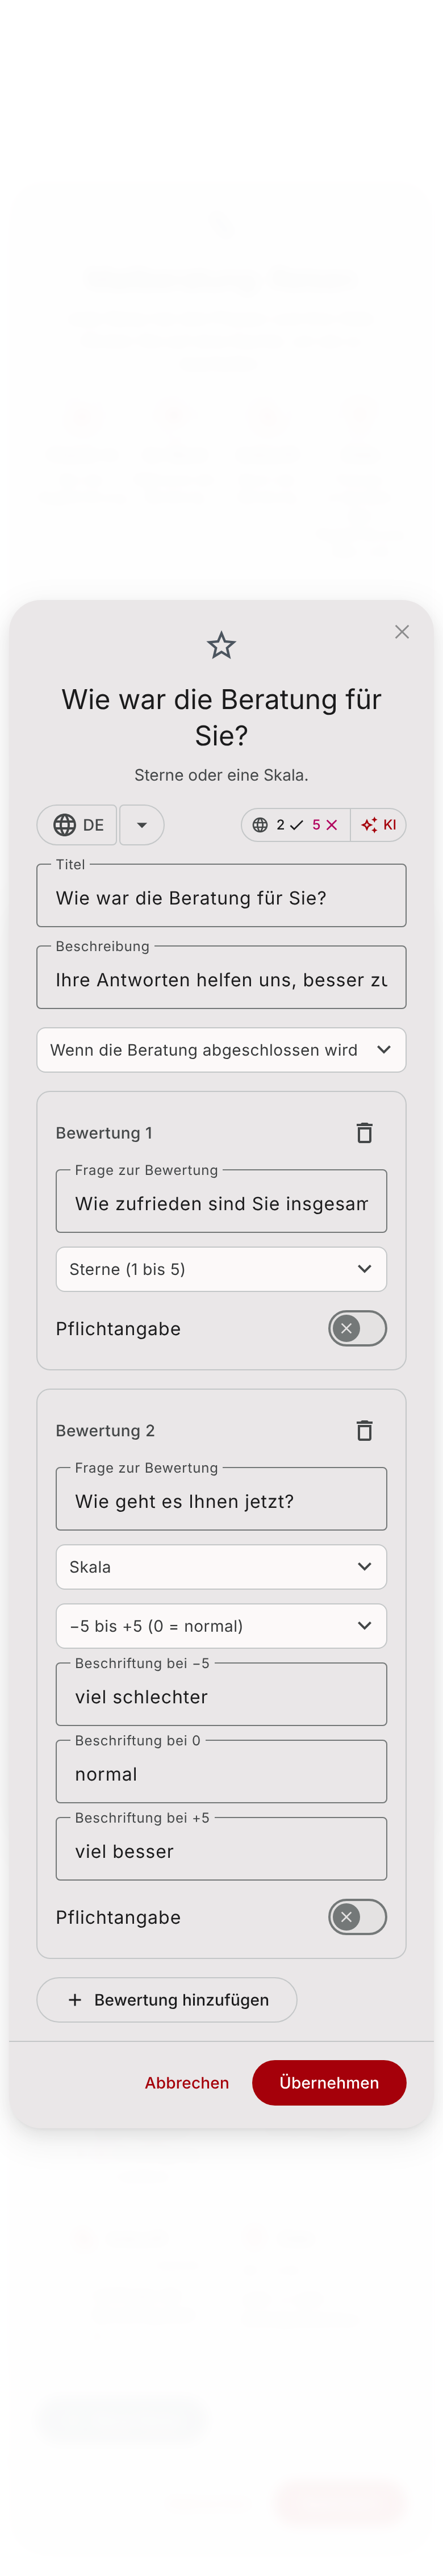 Wie war die Beratung für
Sie?
Sterne oder eine Skala.
DE
2 5 KI
Titel
Wie war die Beratung für Sie?
Beschreibung
Ihre Antworten helfen uns, besser zu
Wenn die Beratung abgeschlossen wird
Bewertung 1
Frage zur Bewertung
Wie zufrieden sind Sie insgesam
Sterne (1 bis 5)
Pflichtangabe
Bewertung 2
Frage zur Bewertung
Wie geht es Ihnen jetzt?
Skala
−5 bis +5 (0 = normal)
Beschriftung bei −5
viel schlechter
Beschriftung bei 0
normal
Beschriftung bei +5
viel besser
Pflichtangabe
Bewertung hinzufügen
Abbrechen
Übernehmen